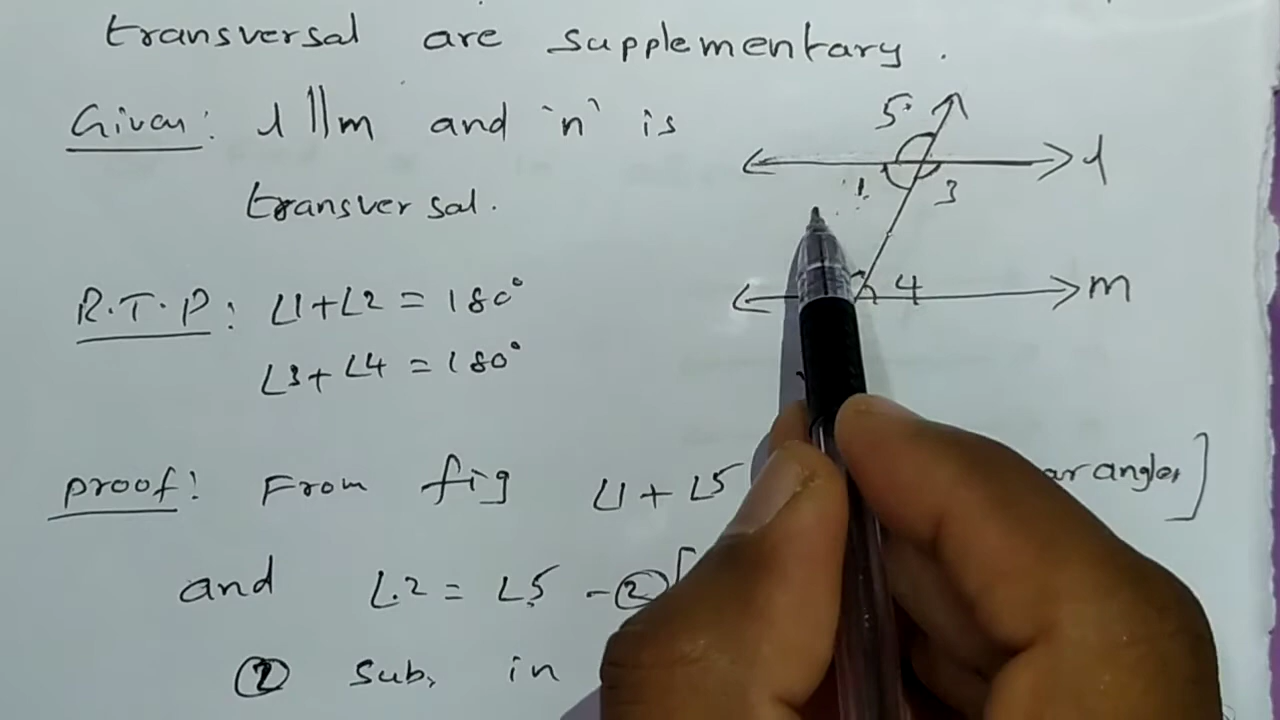 transversal are supplementary.
Given: l || m and 'n' is
transversal.
R.T.P: ∠1+∠2 = 180°
∠3+∠4 = 180°
proof: From fig ∠1 + ∠5 angles]
and ∠2 = ∠5 - ② [
② sub, in
5
l
1 3
4 m